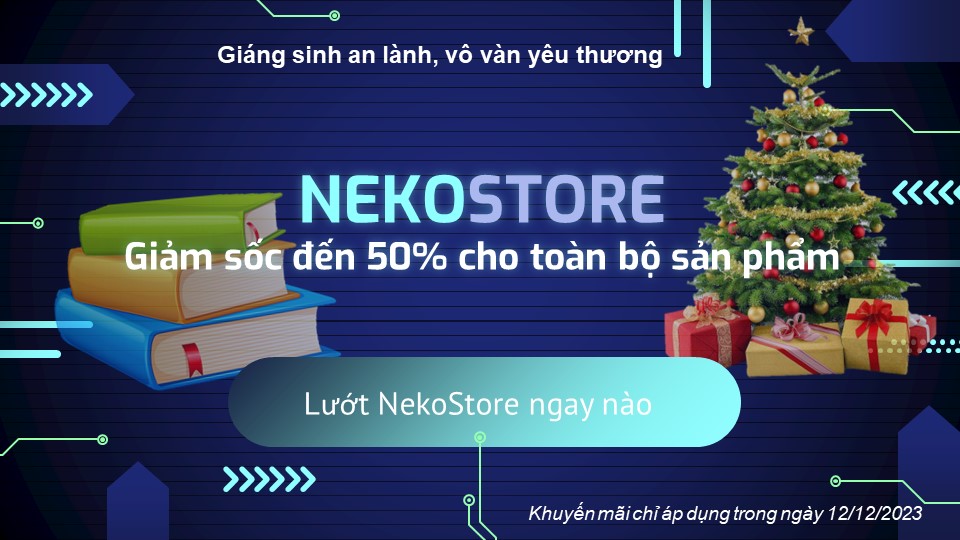 Giáng sinh an lành, vô vàn yêu thương
NEKOSTORE
Giảm sốc đến 50% cho toàn bộ sản phẩm
Lướt NekoStore ngay nào
Khuyến mãi chỉ áp dụng trong ngày 12/12/2023